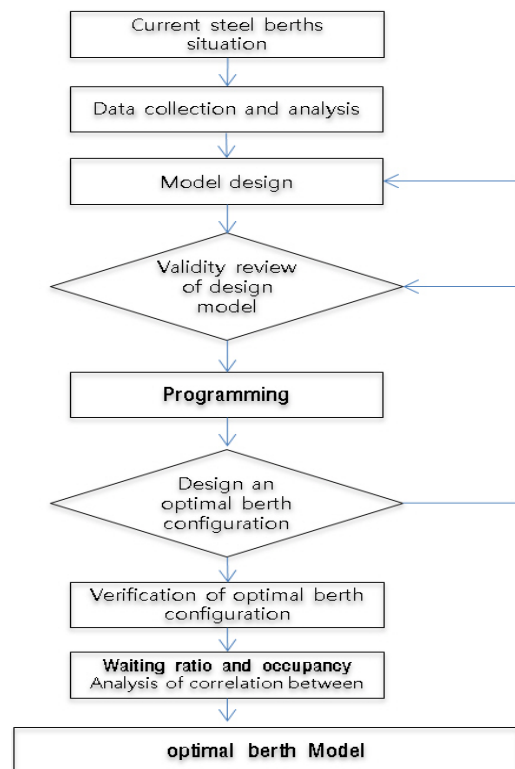 Current steel berths
situation
Data collection and analysis
Model design
Validity review
of design
model
Programming
Design an
optimal berth
configuration
Verification of optimal berth
configuration
Waiting ratio and occupancy
Analysis of correlation between
optimal berth Model